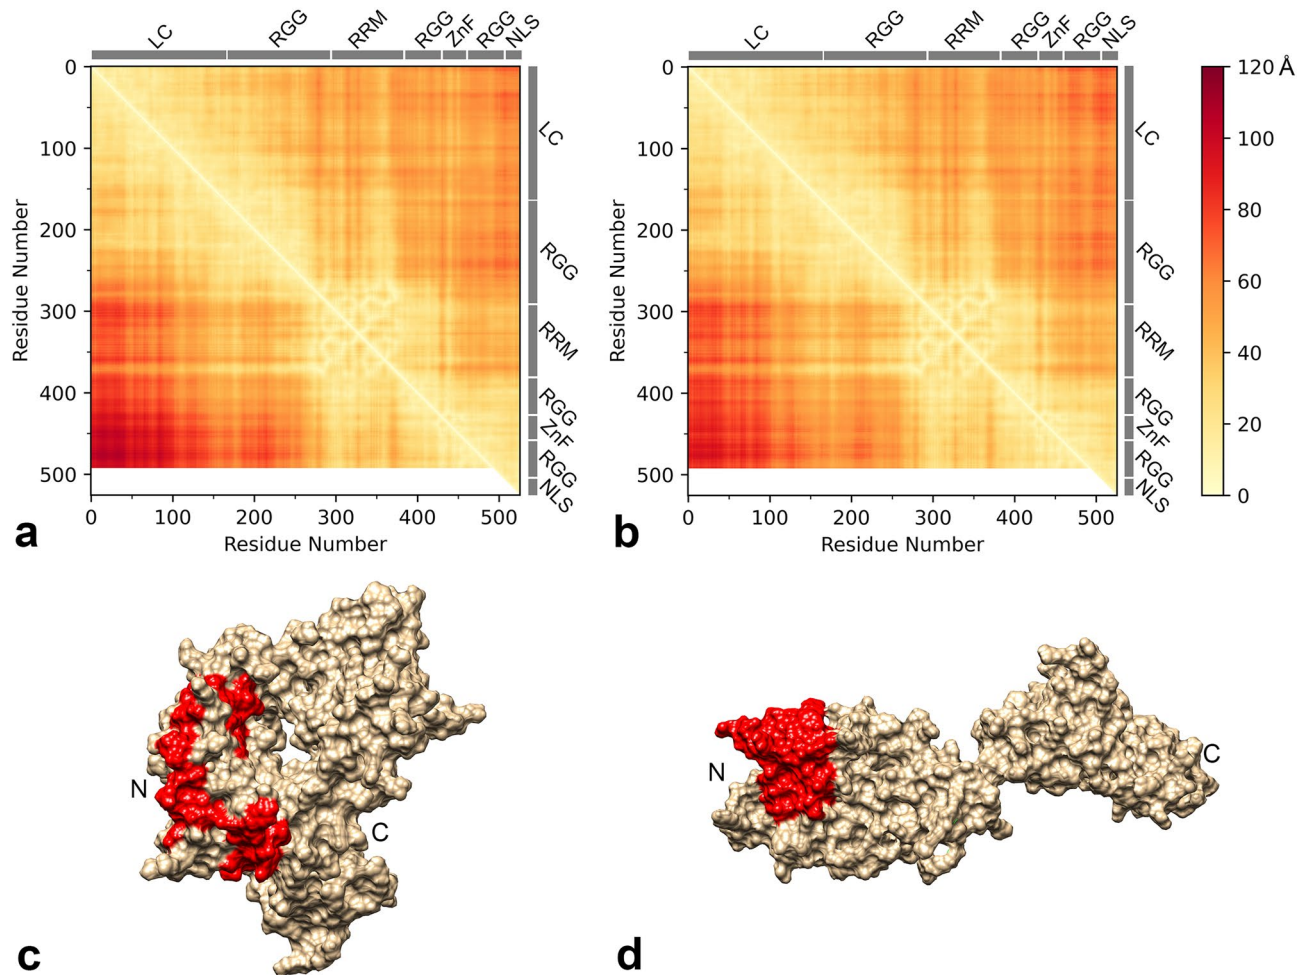 LC RGG RRM RGG ZnF RGG NLS
0
100
200
300
400
500
Residue Number
LC
RGG
RRM
RGG
ZnF
RGG
NLS
0 100 200 300 400 500
Residue Number
a
LC RGG RRM RGG ZnF RGG NLS
0
100
200
300
400
500
Residue Number
LC
RGG
RRM
RGG
ZnF
RGG
NLS
0 100 200 300 400 500
Residue Number
b
120 Å
100
80
60
40
20
0
N
C
c
N
C
d